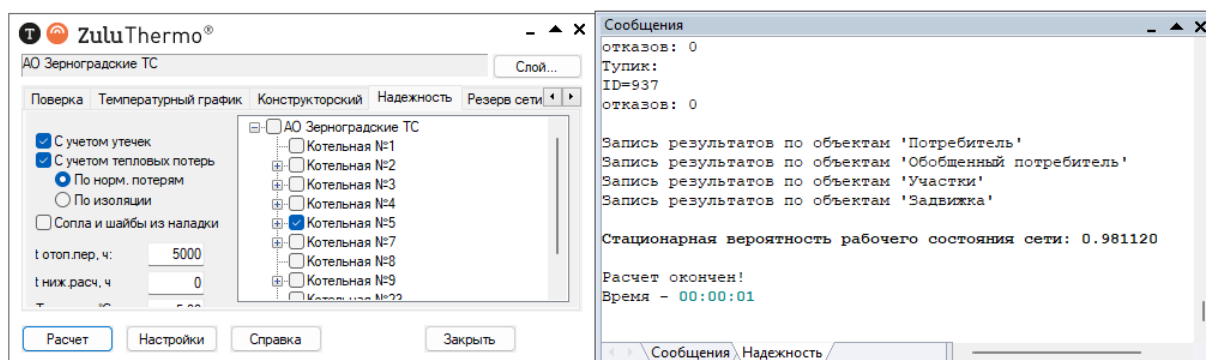 ZuluThermo®
АО Зерноградские ТС
Слой...
Поверка Температурный график Конструкторский Надежность Резерв сети
С учетом утечек
С учетом тепловых потерь
По норм. потерям
По изоляции
Сопла и шайбы из наладки
t отоп.пер, ч: 5000
t ниж.расч, ч 0
АО Зерноградские ТС
Котельная №1
Котельная №2
Котельная №3
Котельная №4
Котельная №5
Котельная №7
Котельная №8
Котельная №9
Котельная №23
Расчет Настройки Справка Закрыть
Сообщения
отказов: 0
Тупик:
ID=937
отказов: 0
Запись результатов по объектам 'Потребитель'
Запись результатов по объектам 'Обобщенный потребитель'
Запись результатов по объектам 'Участки'
Запись результатов по объектам 'Задвижка'
Стационарная вероятность рабочего состояния сети: 0.981120
Расчет окончен!
Время - 00:00:01
Сообщения Надежность